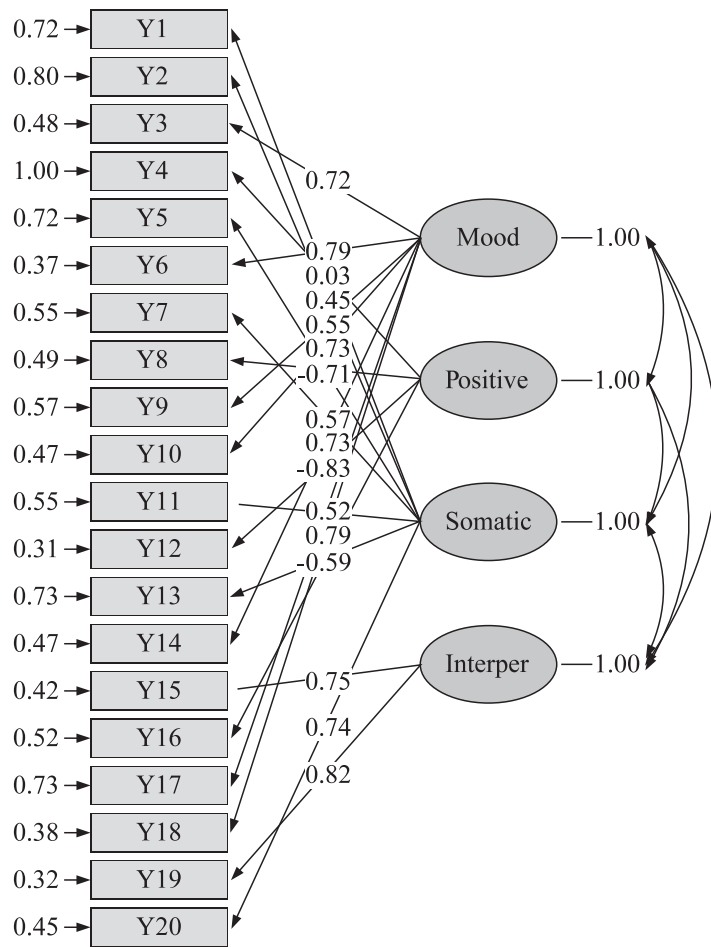 0.72 Y1
0.80 Y2
0.48 Y3
1.00 Y4
0.72 Y5
0.37 Y6
0.55 Y7
0.49 Y8
0.57 Y9
0.47 Y10
0.55 Y11
0.31 Y12
0.73 Y13
0.47 Y14
0.42 Y15
0.52 Y16
0.73 Y17
0.38 Y18
0.32 Y19
0.45 Y20
0.72
0.79
0.03
0.45
0.55
0.73
-0.71
0.57
0.73
-0.83
0.52
0.79
-0.59
0.75
0.74
0.82
Mood 1.00
Positive 1.00
Somatic 1.00
Interper 1.00